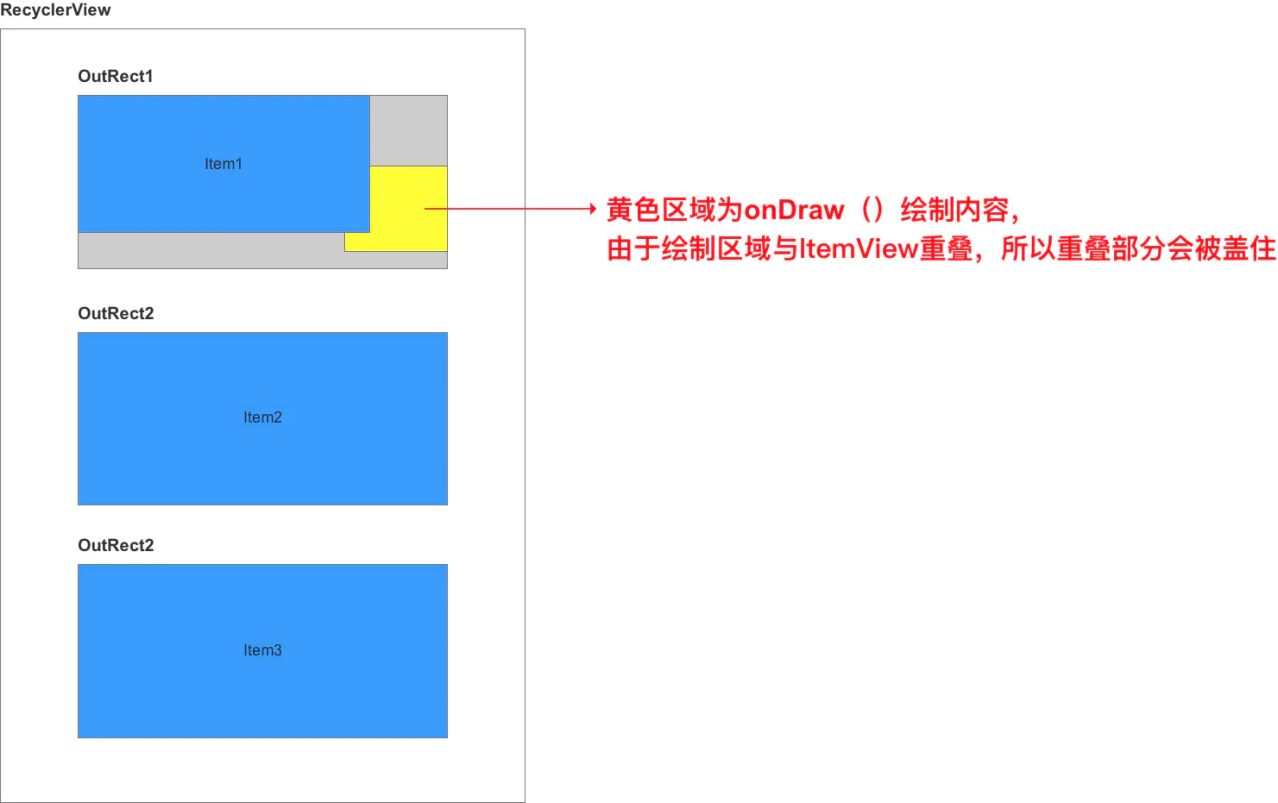 RecyclerView
OutRect1
Item1
黄色区域为onDraw（）绘制内容，
由于绘制区域与ItemView重叠，所以重叠部分会被盖住
OutRect2
Item2
OutRect2
Item3